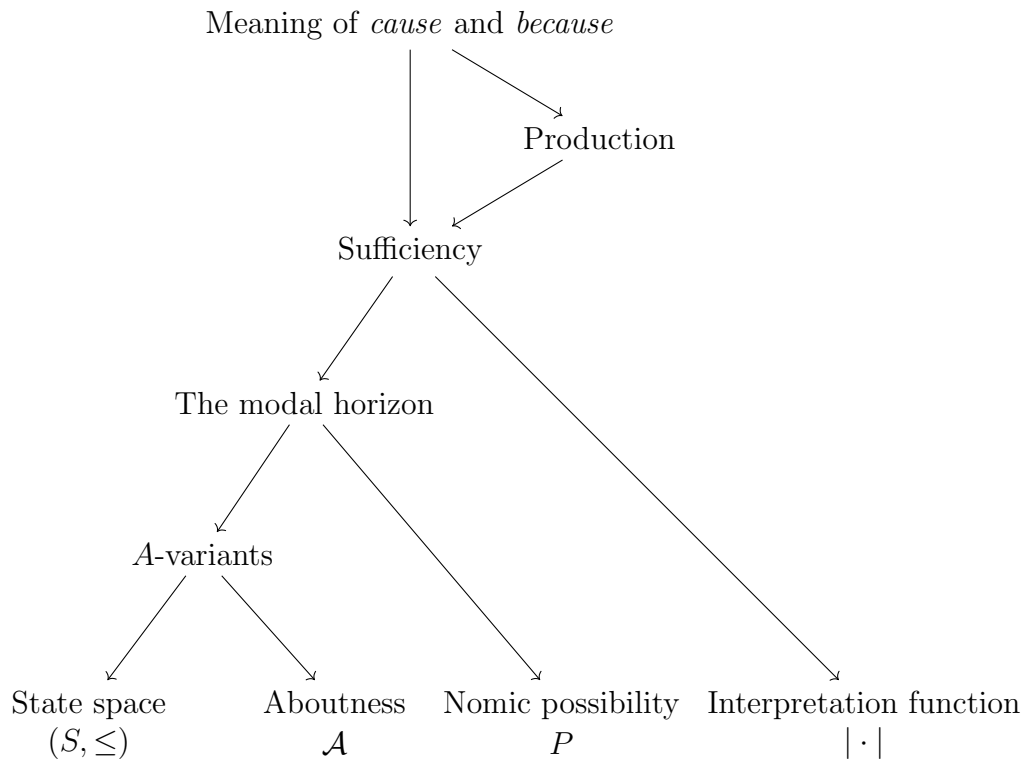 Meaning of cause and because
Production
Sufficiency
The modal horizon
A-variants
State space
(S, ≤)
Aboutness
𝒜
Nomic possibility
P
Interpretation function
| · |